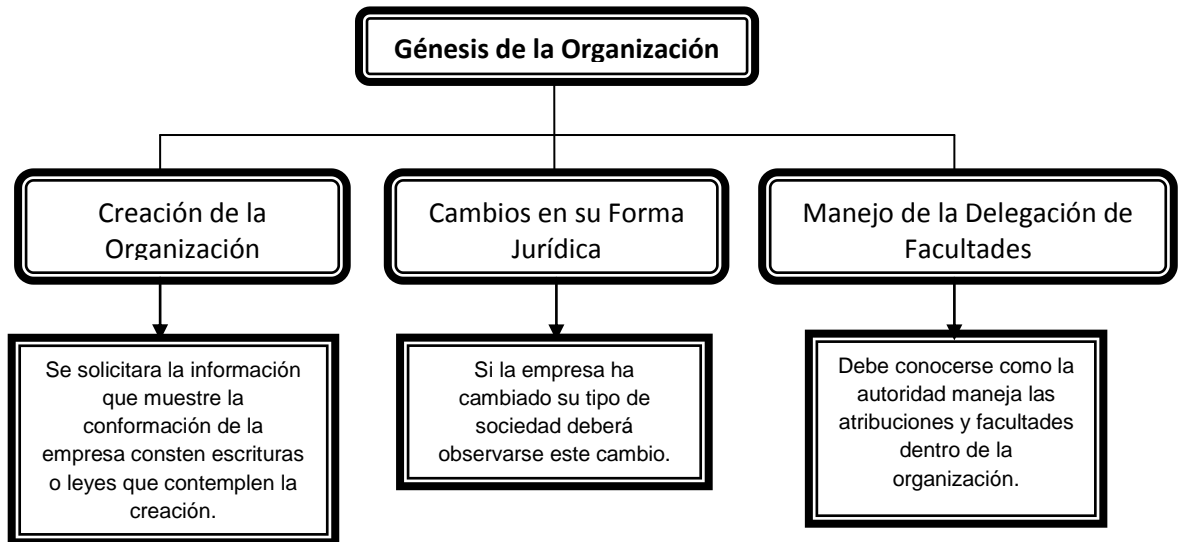 Génesis de la Organización
Creación de la
Organización
Cambios en su Forma
Jurídica
Manejo de la Delegación de
Facultades
Se solicitara la información
que muestre la
conformación de la
empresa consten escrituras
o leyes que contemplen la
creación.
Si la empresa ha
cambiado su tipo de
sociedad deberá
observarse este cambio.
Debe conocerse como la
autoridad maneja las
atribuciones y facultades
dentro de la
organización.